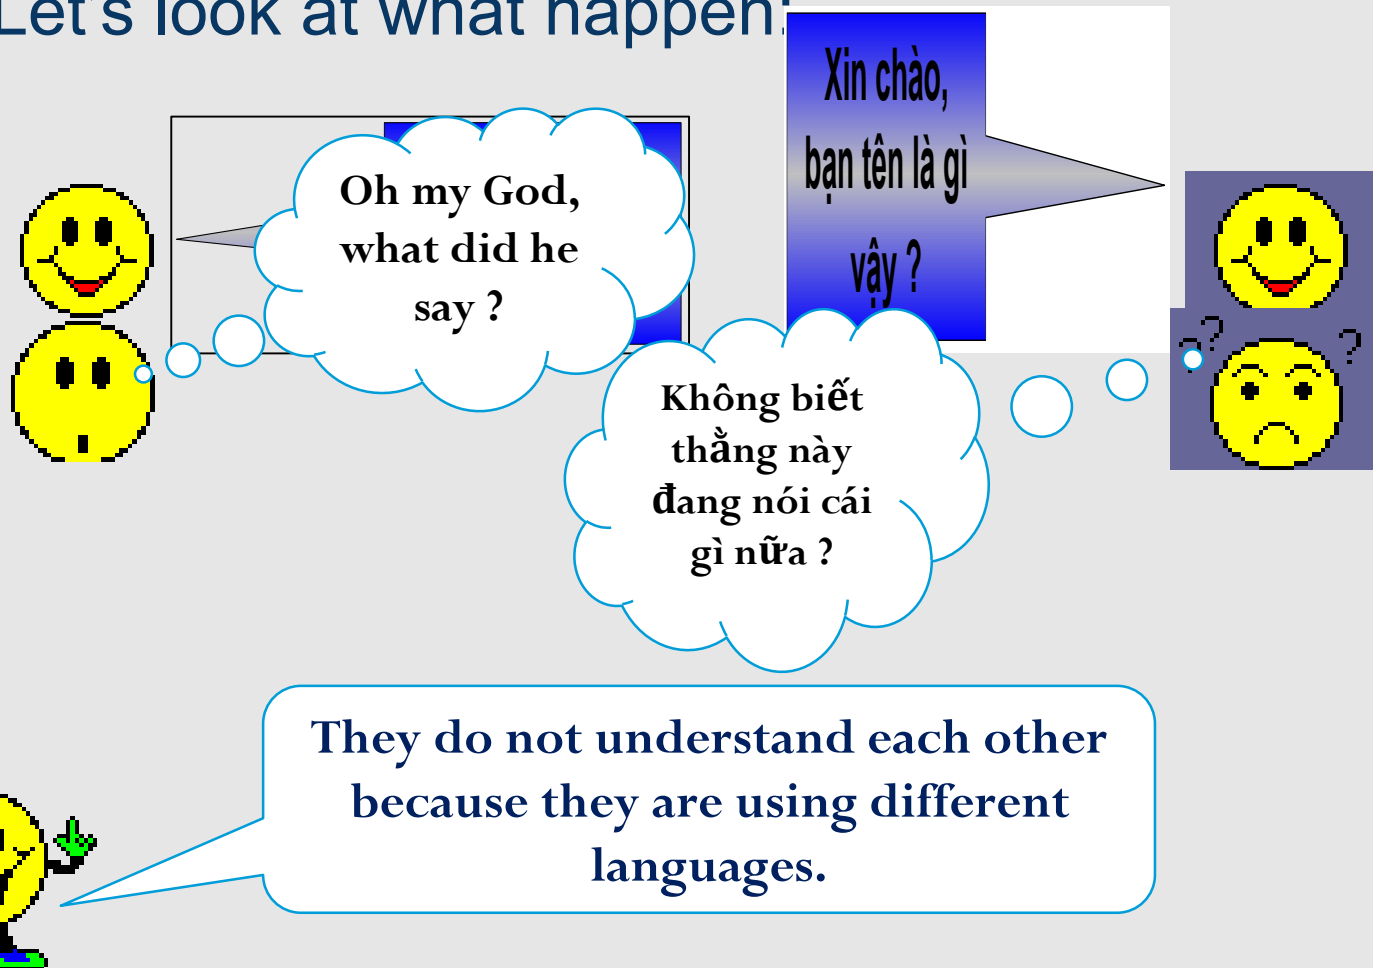 Let's look at what happen:
Xin chào,
bạn tên là gì
vậy ?
Oh my God,
what did he
say ?
Không biết
thằng này
đang nói cái
gì nữa ?
They do not understand each other
because they are using different
languages.